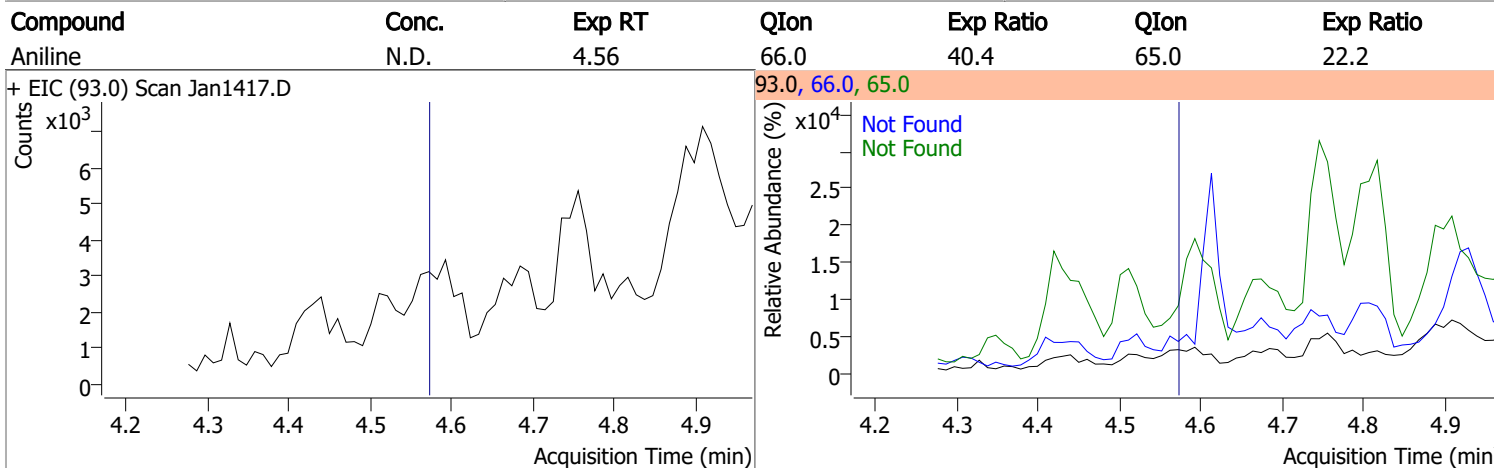 Compound Conc. Exp RT QIon Exp Ratio QIon Exp Ratio
Aniline N.D. 4.56 66.0 40.4 65.0 22.2
+ EIC (93.0) Scan Jan1417.D
93.0, 66.0, 65.0
Counts
x10³
6
5
4
3
2
1
0
4.2 4.3 4.4 4.5 4.6 4.7 4.8 4.9
Acquisition Time (min)
Relative Abundance (%)
x10⁴
Not Found
Not Found
2.5
2
1.5
1
0.5
0
4.2 4.3 4.4 4.5 4.6 4.7 4.8 4.9
Acquisition Time (min)